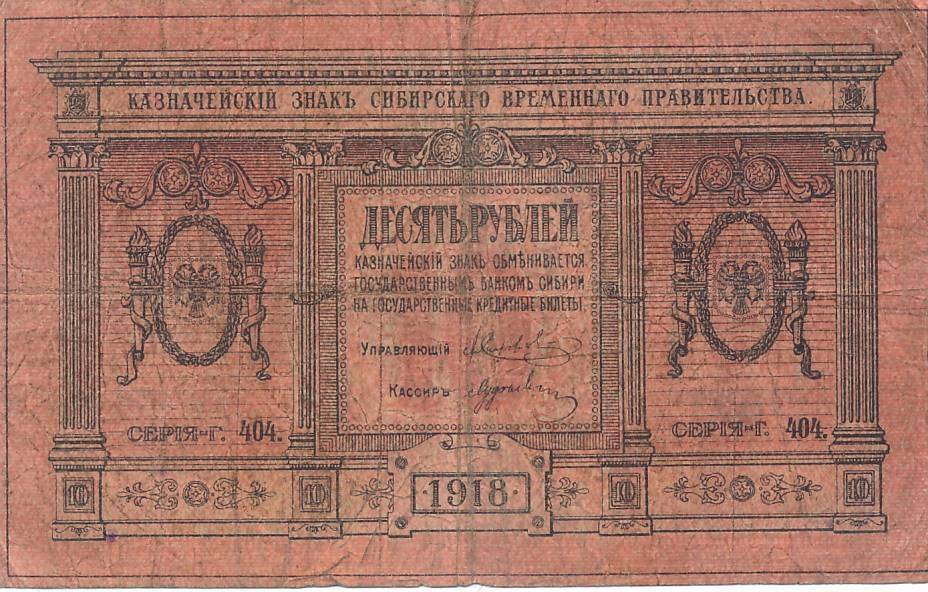 КАЗНАЧЕЙСКІЙ ЗНАКЪ СИБИРСКАГО ВРЕМЕННАГО ПРАВИТЕЛЬСТВА.
ДЕСЯТЬ РУБЛЕЙ
КАЗНАЧЕЙСКІЙ ЗНАКЪ ОБМѢНИВАЕТСЯ
ГОСУДАРСТВЕННЫМЪ БАНКОМЪ СИБИРИ
НА ГОСУДАРСТВЕННЫЕ КРЕДИТНЫЕ БИЛЕТЫ
УПРАВЛЯЮЩІЙ
КАССИРЪ
СЕРІЯ-Г. 404.
СЕРІЯ-Г. 404.
10
10
·1918·
10
10